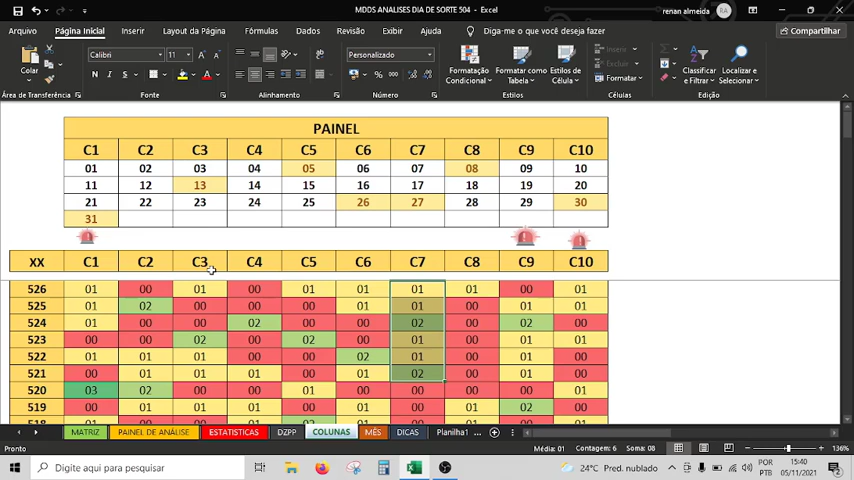 MDDS ANALISES DIA DE SORTE 504 - Excel
renan almeida
RA
Arquivo Página Inicial Inserir Layout da Página Fórmulas Dados Revisão Exibir Ajuda Diga-me o que você deseja fazer Compartilhar
Calibri 11 Personalizado
Colar
N I S
Formatação Condicional
Formatar como Tabela
Estilos de Célula
Inserir
Excluir
Formatar
Classificar e Filtrar
Localizar e Selecionar
Área de Transferência Fonte Alinhamento Número Estilos Células Edição
PAINEL
C1 C2 C3 C4 C5 C6 C7 C8 C9 C10
01 02 03 04 05 06 07 08 09 10
11 12 13 14 15 16 17 18 19 20
21 22 23 24 25 26 27 28 29 30
31
XX C1 C2 C3 C4 C5 C6 C7 C8 C9 C10
526 01 00 01 00 01 01 01 01 00 01
525 01 02 00 00 00 01 01 00 01 01
524 01 00 00 02 00 00 02 00 02 00
523 00 00 02 00 02 00 01 00 01 01
522 01 01 01 00 00 02 01 00 01 00
521 00 01 01 01 00 00 02 00 01 01
520 03 02 00 00 01 00 00 00 00 01
519 00 01 01 01 00 01 00 01 02 00
MATRIZ PAINEL DE ANÁLISE ESTATISTICAS DZPP COLUNAS MÊS DICAS Planilha1 ...
Pronto Média: 01 Contagem: 6 Soma: 08 136%
Digite aqui para pesquisar
24°C Pred. nublado
POR
PTB
15:40
05/11/2021
2